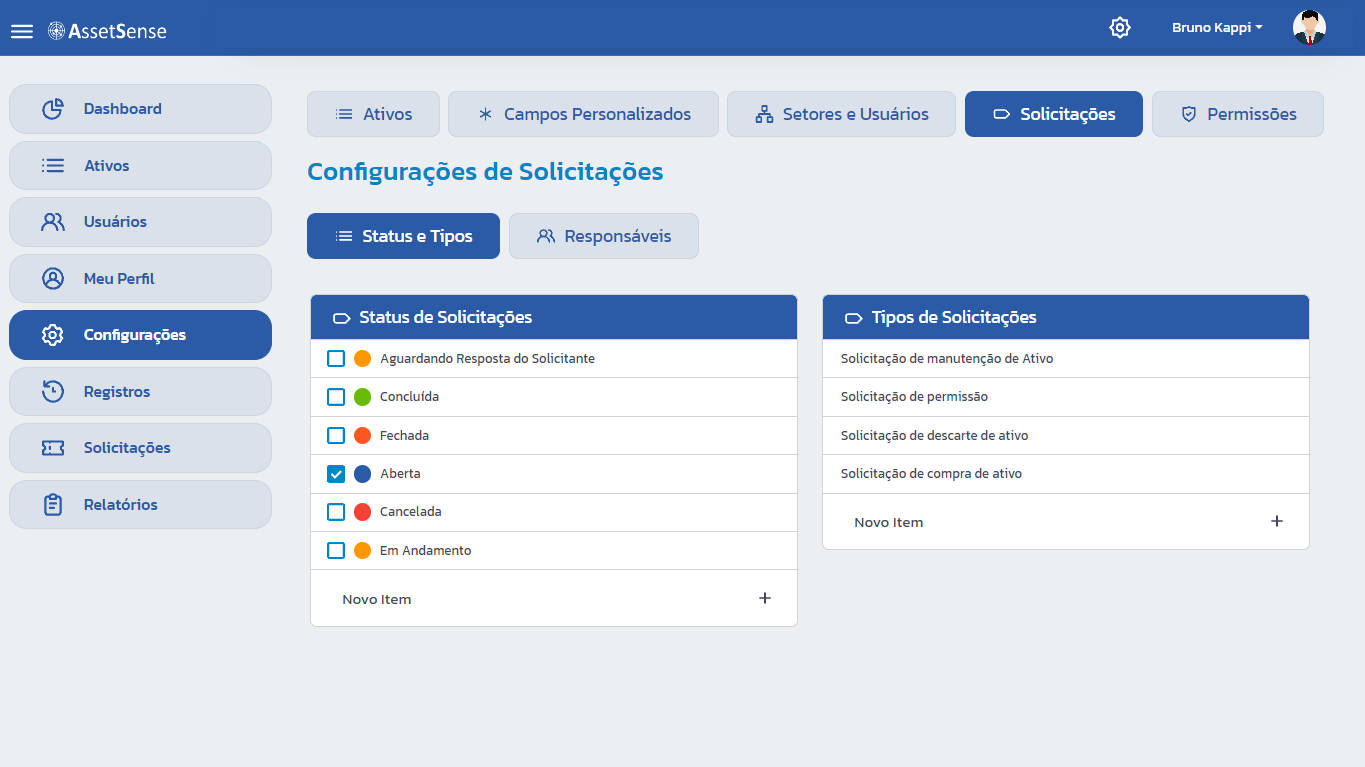 AssetSense
Bruno Kappi
Dashboard
Ativos
Usuários
Meu Perfil
Configurações
Registros
Solicitações
Relatórios
Ativos
Campos Personalizados
Setores e Usuários
Solicitações
Permissões
Configurações de Solicitações
Status e Tipos
Responsáveis
Status de Solicitações
Aguardando Resposta do Solicitante
Concluída
Fechada
Aberta
Cancelada
Em Andamento
Novo Item +
Tipos de Solicitações
Solicitação de manutenção de Ativo
Solicitação de permissão
Solicitação de descarte de ativo
Solicitação de compra de ativo
Novo Item +